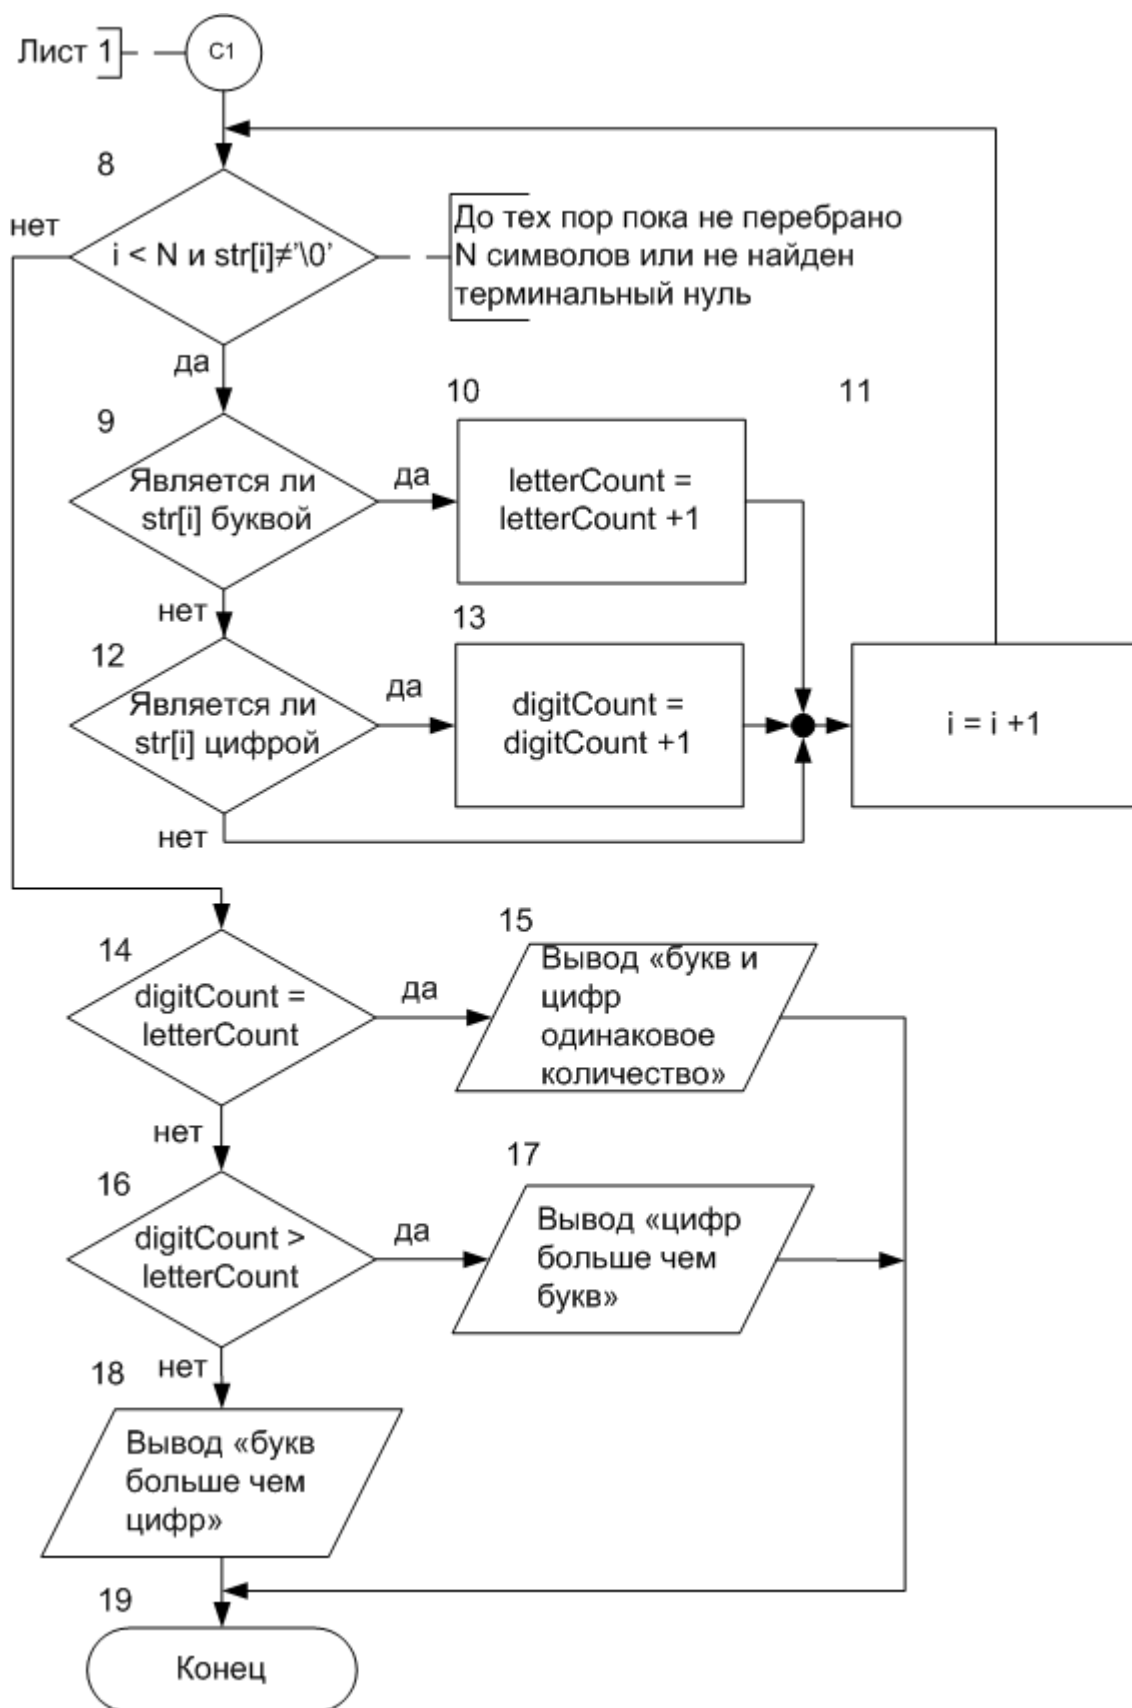 Лист 1
C1
8
нет
i < N и str[i]≠'\0'
До тех пор пока не перебрано
N символов или не найден
терминальный нуль
да
9
Является ли
str[i] буквой
да
10
letterCount =
letterCount +1
11
нет
12
Является ли
str[i] цифрой
да
13
digitCount =
digitCount +1
i = i +1
нет
14
digitCount =
letterCount
да
15
Вывод «букв и
цифр
одинаковое
количество»
нет
16
digitCount >
letterCount
да
17
Вывод «цифр
больше чем
букв»
нет
18
Вывод «букв
больше чем
цифр»
19
Конец